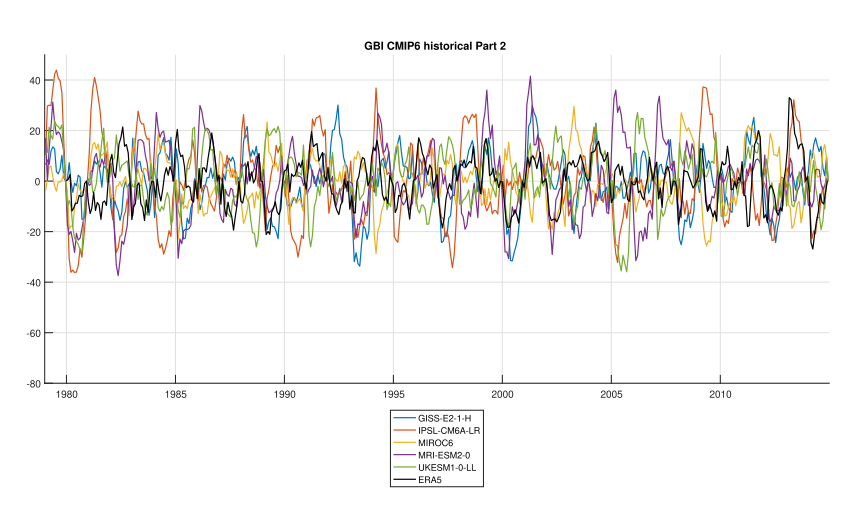 GBI CMIP6 historical Part 2
40
20
0
-20
-40
-60
-80
1980 1985 1990 1995 2000 2005 2010
GISS-E2-1-H
IPSL-CM6A-LR
MIROC6
MRI-ESM2-0
UKESM1-0-LL
ERA5